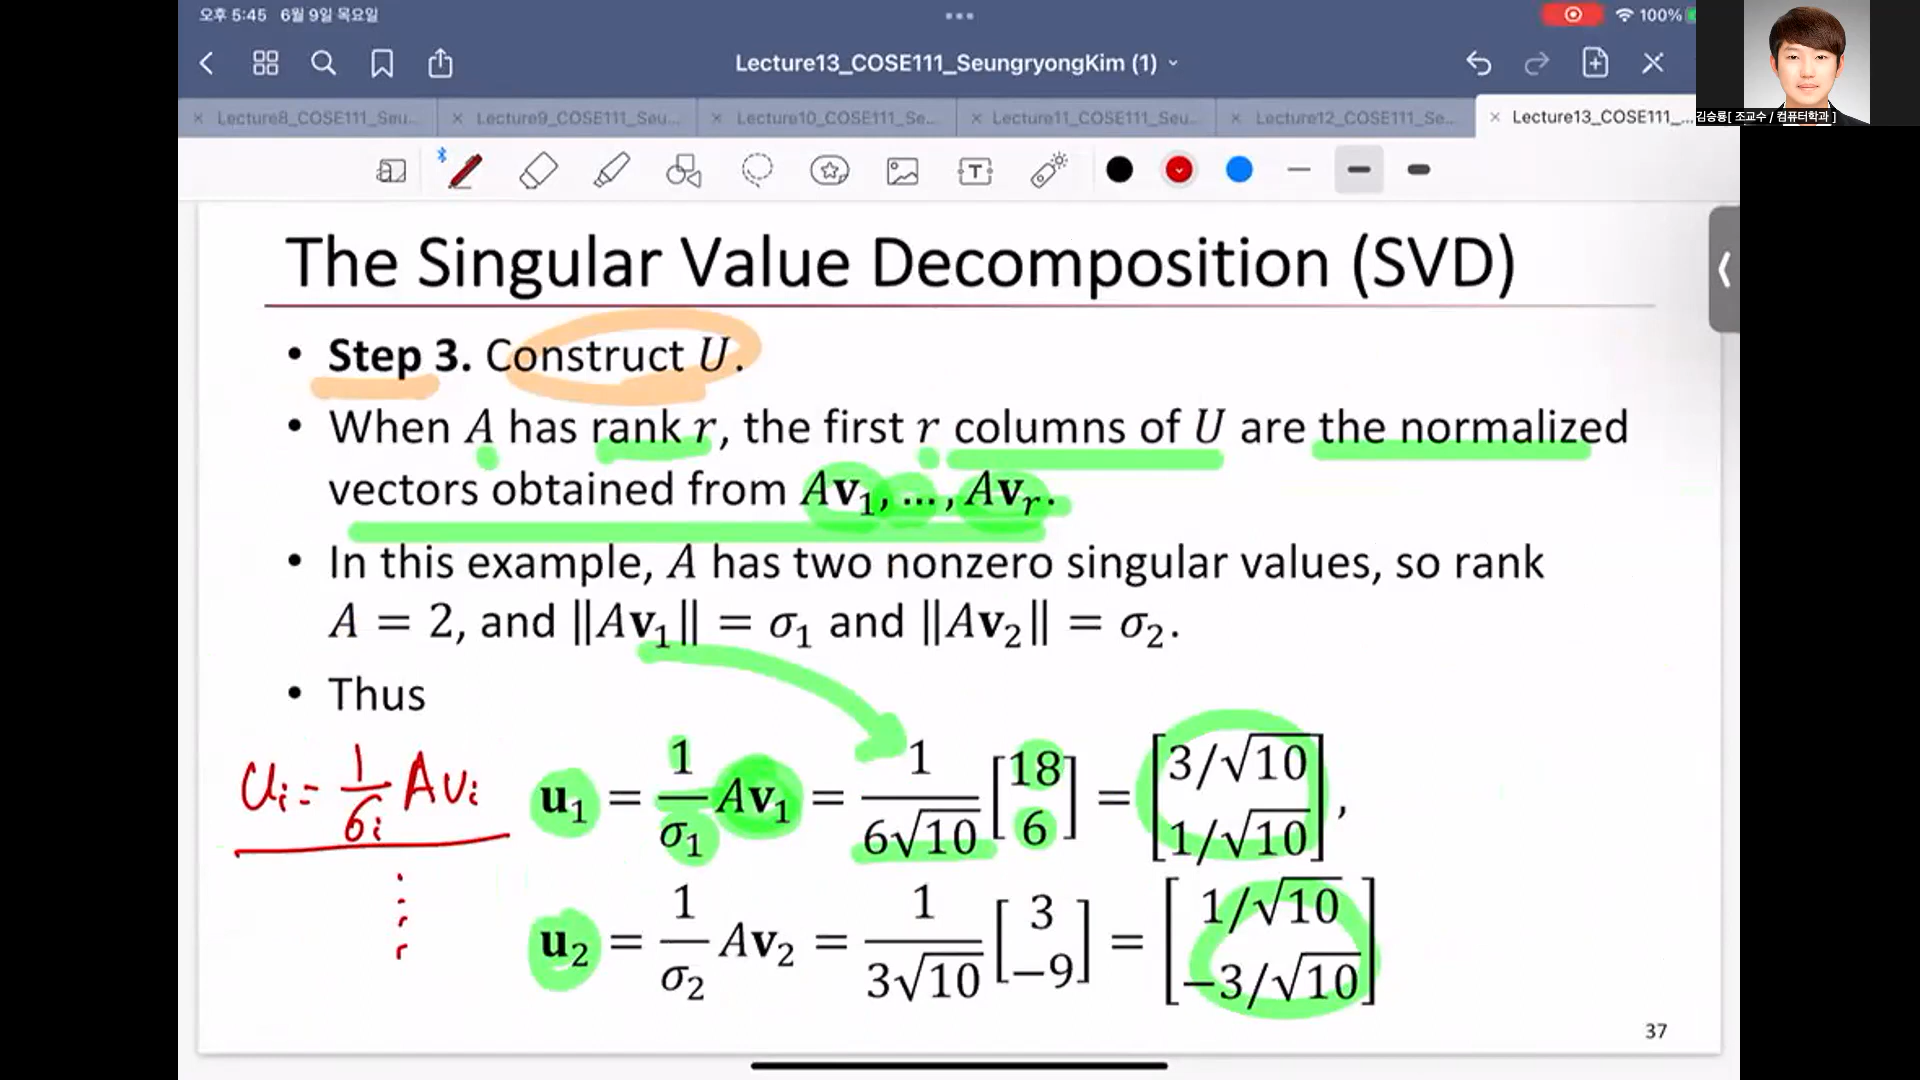 오후 5:45 6월 9일 목요일
100%
Lecture13_COSE111_SeungryongKim (1)
Lecture8_COSE111_Seu...
Lecture9_COSE111_Seu...
Lecture10_COSE111_Se...
Lecture11_COSE111_Seu...
Lecture12_COSE111_Se...
Lecture13_COSE111_...
김승룡[ 조교수 / 컴퓨터학과 ]
The Singular Value Decomposition (SVD)
• Step 3. Construct U.
• When A has rank r, the first r columns of U are the normalized
vectors obtained from Av₁, ... , Avᵣ.
• In this example, A has two nonzero singular values, so rank
A = 2, and ‖Av₁‖ = σ₁ and ‖Av₂‖ = σ₂.
• Thus
uᵢ = 1/σᵢ Avᵢ
u₁ = 1/σ₁ Av₁ = 1/6√10 [18 6] = [3/√10 1/√10],
u₂ = 1/σ₂ Av₂ = 1/3√10 [3 −9] = [1/√10 −3/√10]
37